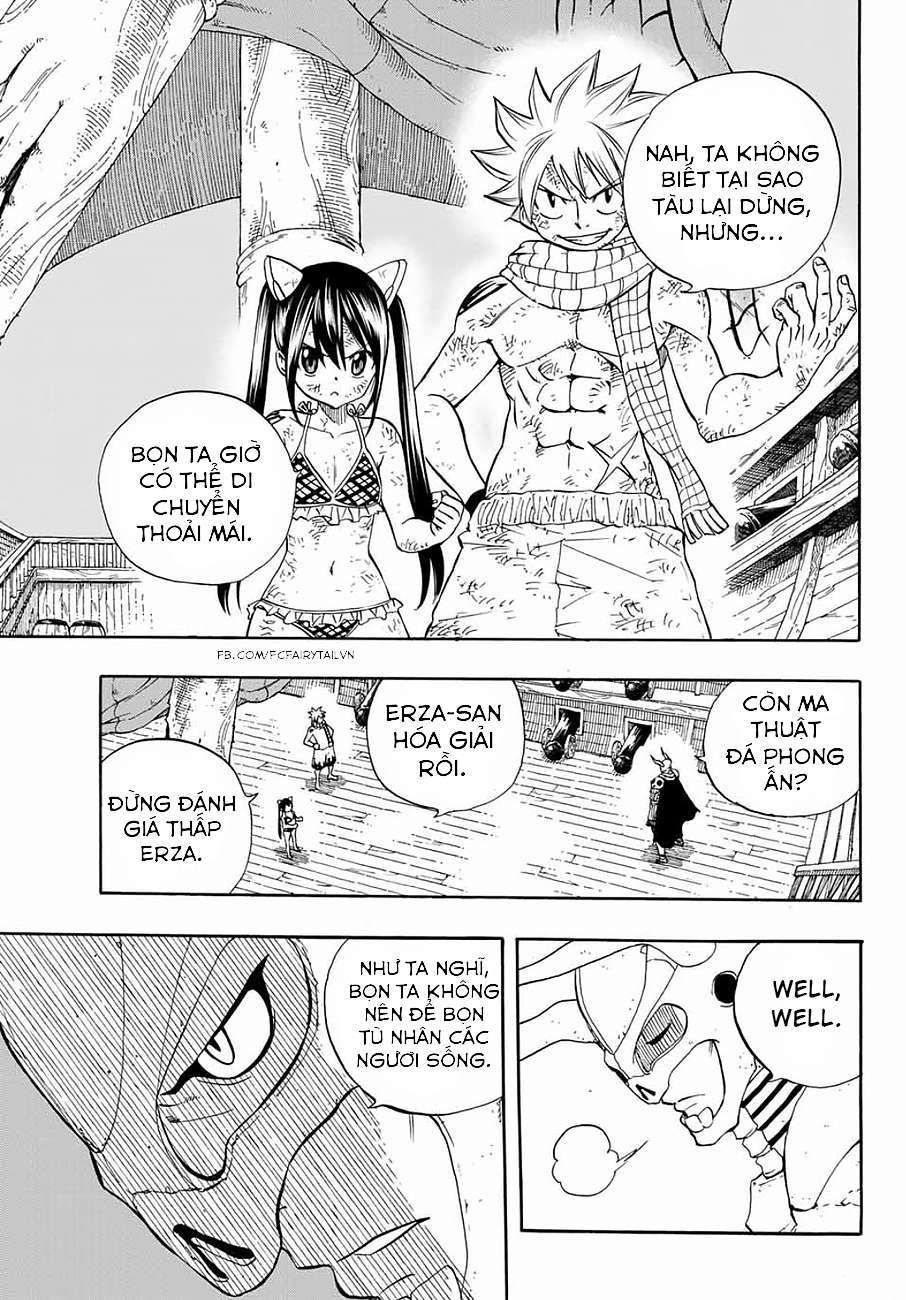 NAH, TA KHÔNG
BIẾT TẠI SAO
TÀU LẠI DỪNG,
NHƯNG...
BỌN TA GIỜ
CÓ THỂ DI
CHUYỂN
THOẢI MÁI.
FB.COM/FCFAIRYTAILVN
CÒN MA
THUẬT
ĐÁ PHONG
ẤN?
ERZA-SAN
HÓA GIẢI
RỒI.
ĐỪNG ĐÁNH
GIÁ THẤP
ERZA.
WELL,
WELL.
NHƯ TA NGHĨ,
BỌN TA KHÔNG
NÊN ĐỂ BỌN
TÙ NHÂN CÁC
NGƯƠI SỐNG.